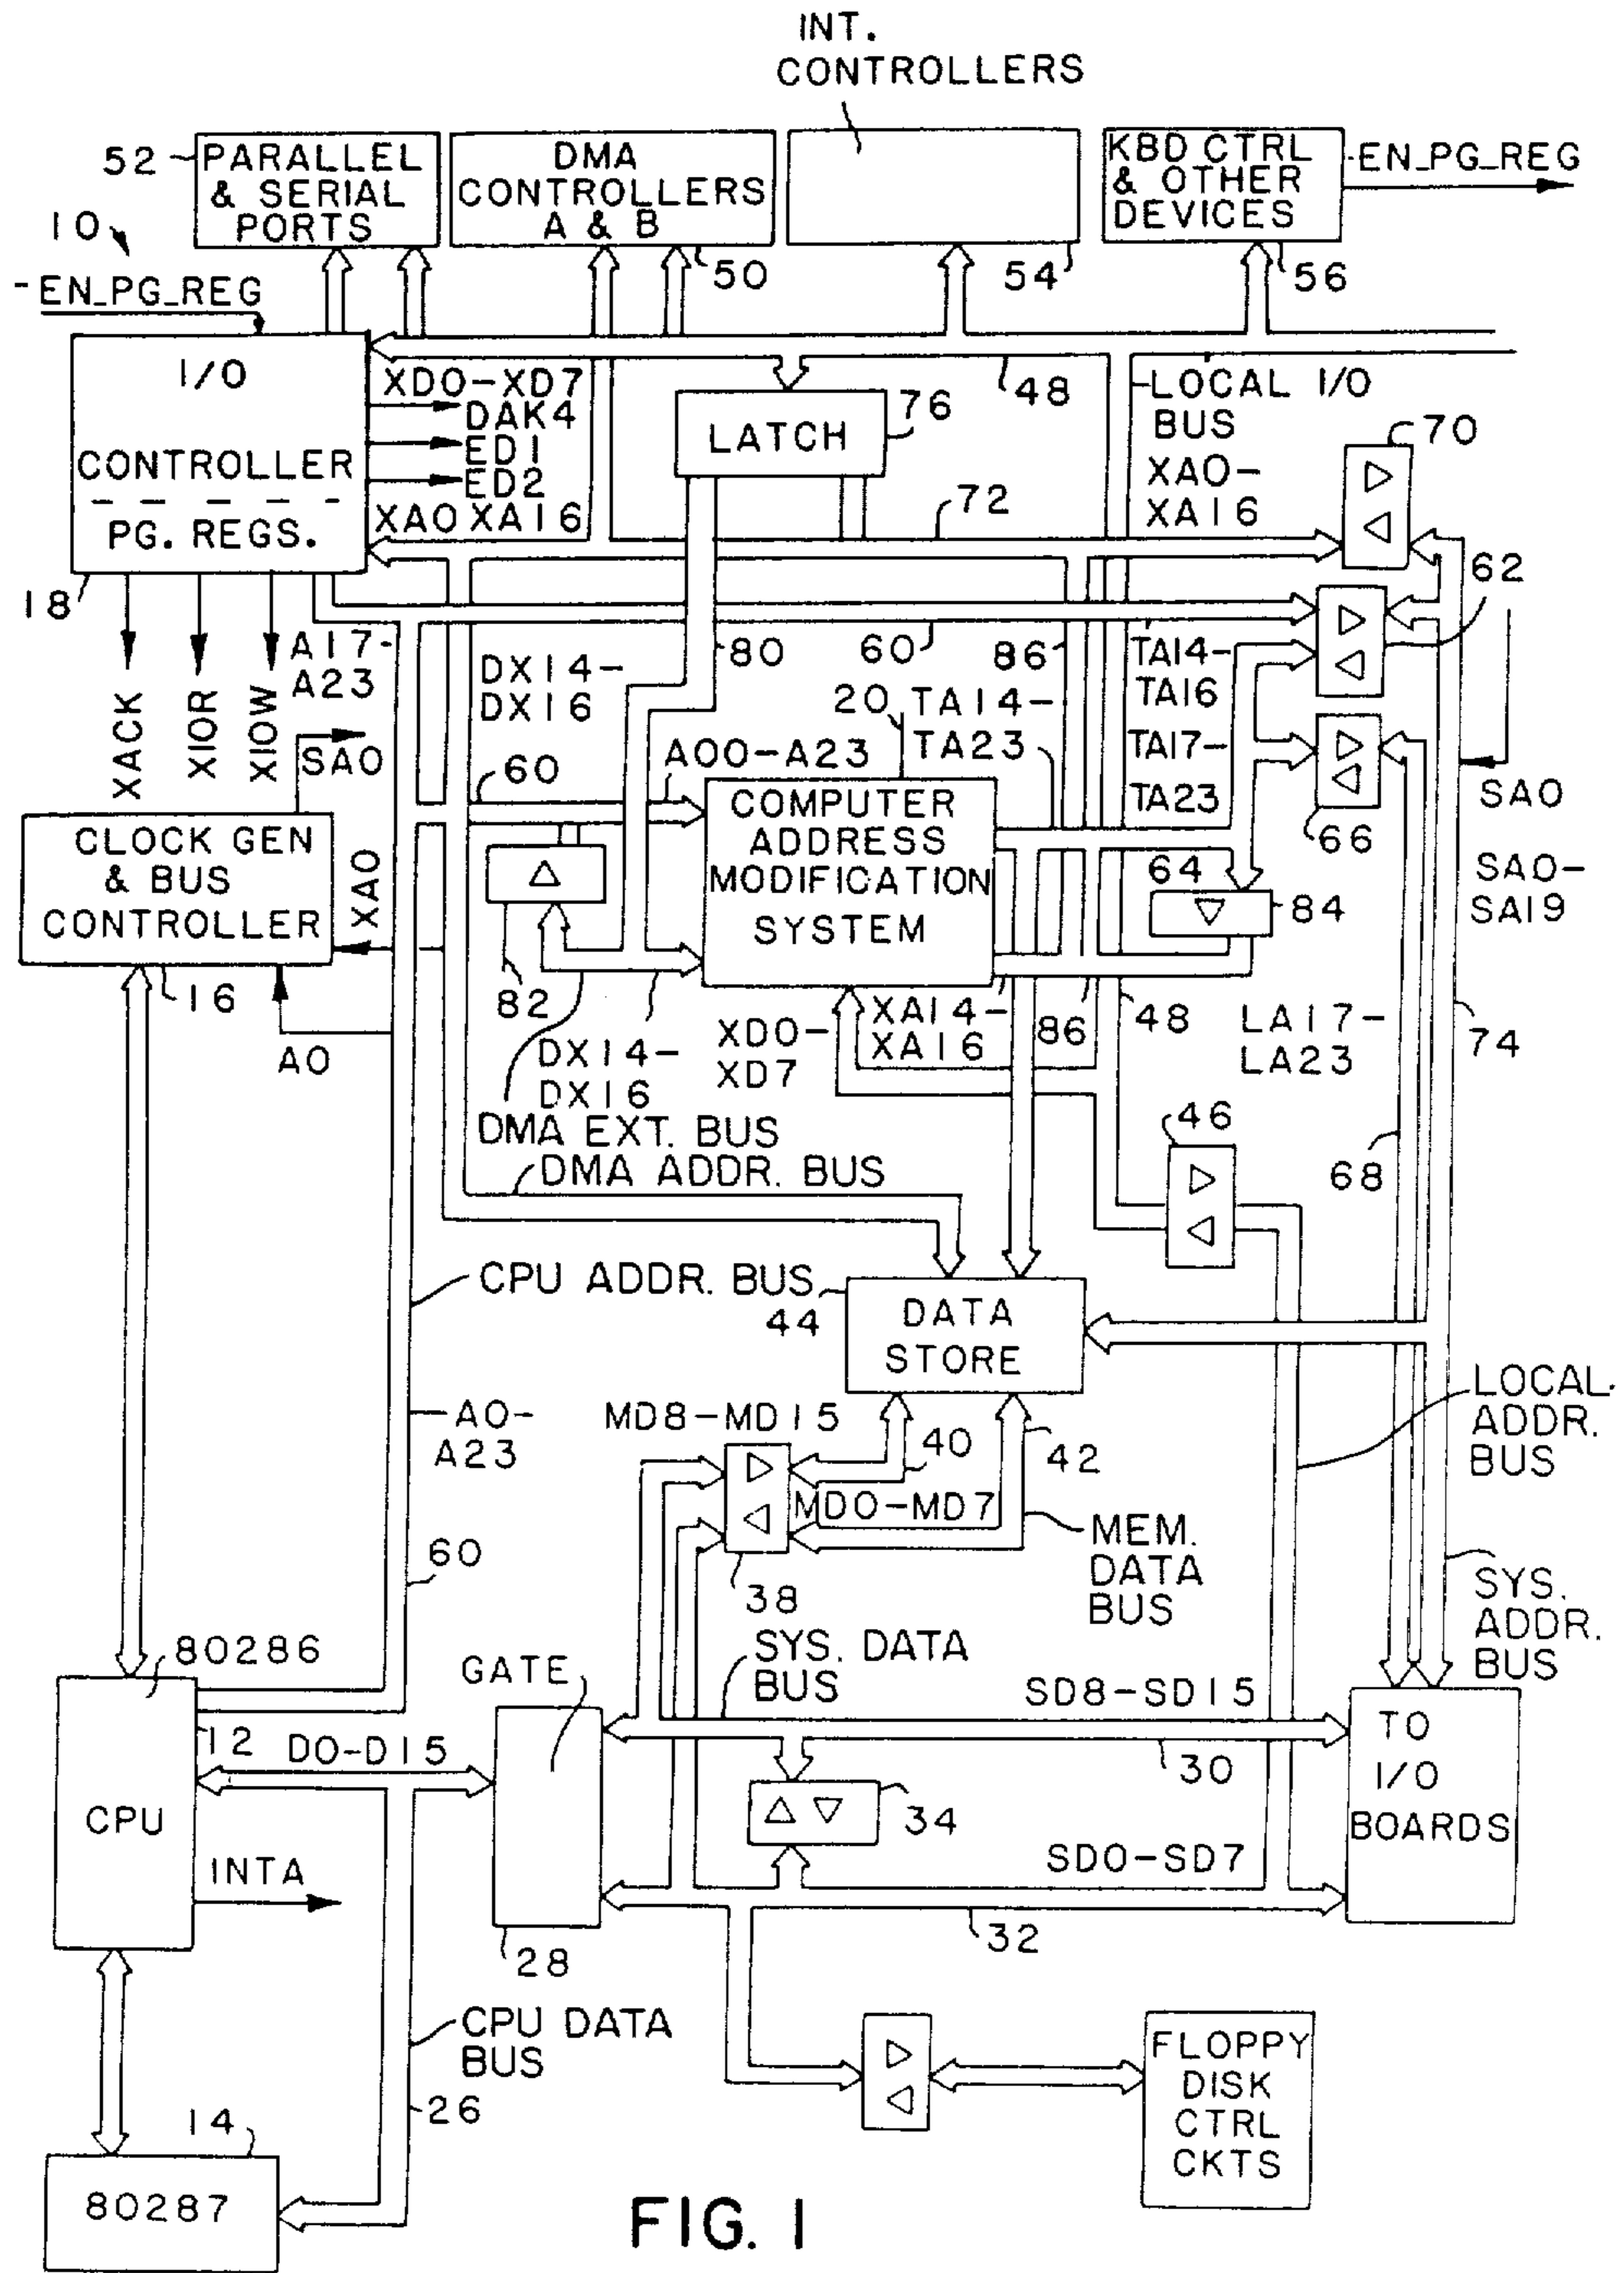 INT.
CONTROLLERS
52
PARALLEL
& SERIAL
PORTS
DMA
CONTROLLERS
A & B
KBD CTRL
& OTHER
DEVICES
-EN_PG_REG
10
50
54
56
-EN_PG_REG
I/O
CONTROLLER
PG. REGS.
18
XD0-XD7
DAK4
ED1
ED2
XA0 XA16
LATCH
76
48
LOCAL I/O
BUS
XA0-
XA16
70
72
62
XACK
XIOR
XIOW
A17-
A23
SA0
DX14-
DX16
80
60
86
TA14-
TA16
20
TA14-
TA23
TA17-
TA23
60
A00-A23
66
SA0
CLOCK GEN
& BUS
CONTROLLER
XA0
COMPUTER
ADDRESS
MODIFICATION
SYSTEM
64
84
SA0-
SA19
16
A0
82
DX14-
DX16
XD0-
XD7
XA14-
XA16
86
48
LA17-
LA23
74
DMA EXT. BUS
DMA ADDR. BUS
46
68
CPU ADDR. BUS
44
DATA
STORE
A0-
A23
MD8-MD15
40
42
LOCAL.
ADDR.
BUS
MD0-MD7
38
MEM.
DATA
BUS
60
SYS.
ADDR.
BUS
80286
GATE
SYS. DATA
BUS
SD8-SD15
12
D0-D15
30
TO
I/O
BOARDS
CPU
34
INTA
SD0-SD7
28
32
CPU DATA
BUS
26
FLOPPY
DISK
CTRL
CKTS
14
80287
FIG. 1